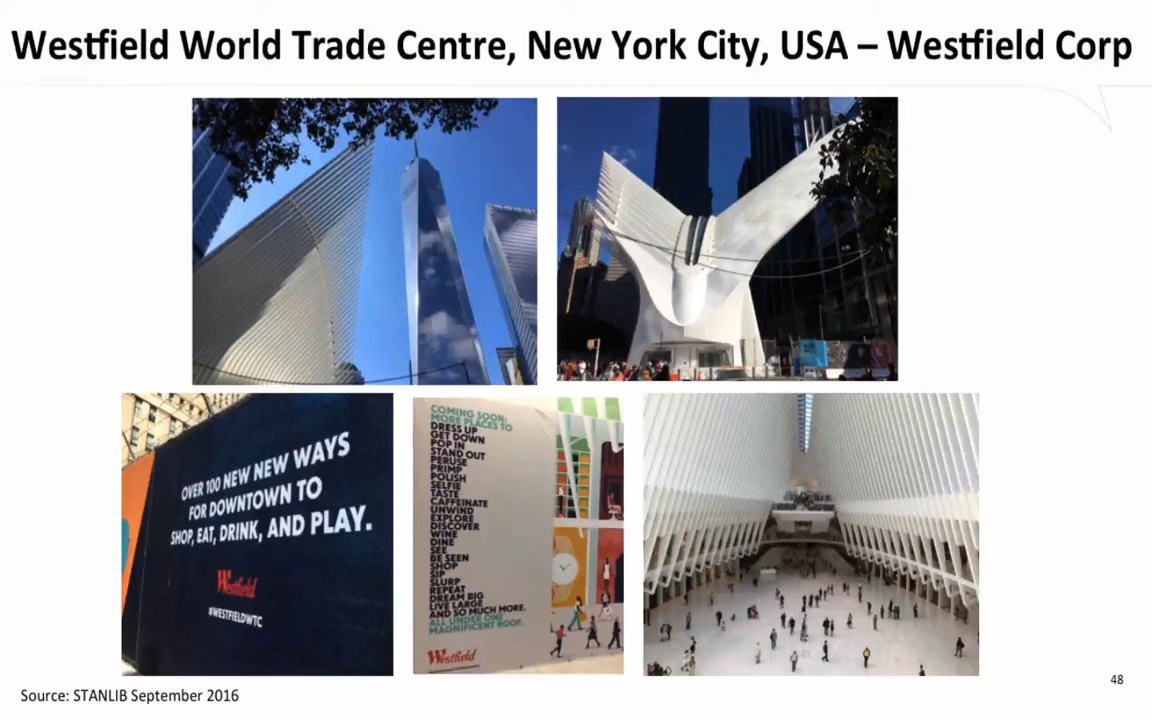 Westfield World Trade Centre, New York City, USA – Westfield Corp
OVER 100 NEW NEW WAYS
FOR DOWNTOWN TO
SHOP, EAT, DRINK, AND PLAY.
Westfield
#WESTFIELDWTC
COMING SOON:
MORE PLACES TO
DRESS UP
GET DOWN
POP IN
STAND OUT
PERUSE
PRIMP
POLISH
SELFIE
TASTE
CAFFEINATE
UNWIND
EXPLORE
DISCOVER
WINE
DINE
SEE
BE SEEN
SHOP
SIP
SLURP
REPEAT
DREAM BIG
LIVE LARGE
AND SO MUCH MORE.
ALL UNDER ONE
MAGNIFICENT ROOF.
Westfield
48
Source: STANLIB September 2016